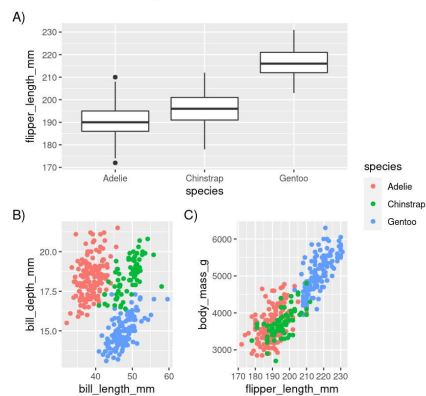 A)
flipper_length_mm
230
220
210
200
190
180
170
Adelie Chinstrap Gentoo
species
species
Adelie
Chinstrap
Gentoo
B)
bill_depth_mm
20.0
17.5
15.0
40 50 60
bill_length_mm
C)
body_mass_g
6000
5000
4000
3000
170 180 190 200 210 220 230
flipper_length_mm